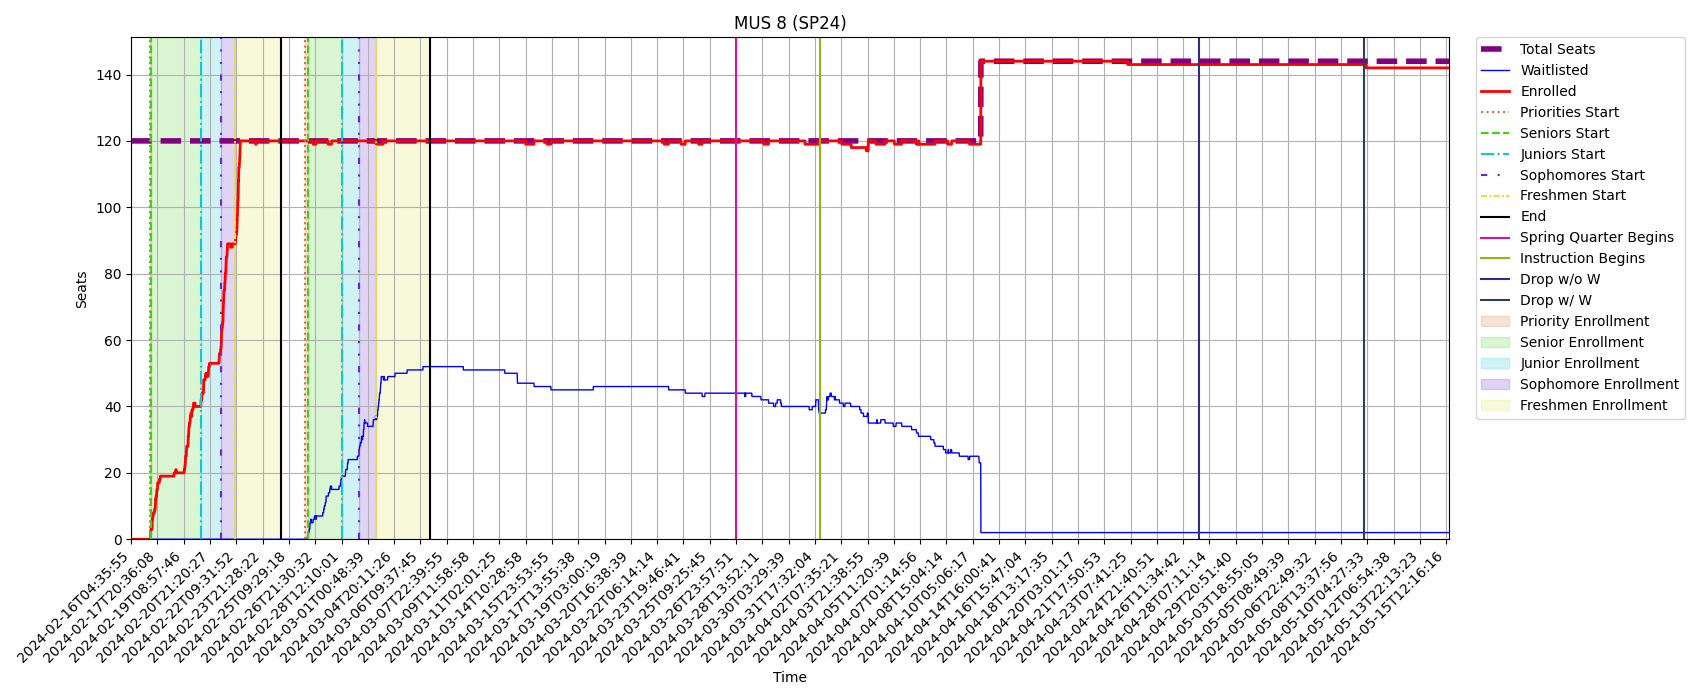 MUS 8 (SP24)
Seats
140
120
100
80
60
40
20
0
2024-02-16T04:35:55
2024-02-17T20:36:08
2024-02-19T08:57:46
2024-02-20T21:20:27
2024-02-22T09:31:52
2024-02-23T21:28:22
2024-02-25T09:29:18
2024-02-26T21:30:32
2024-02-28T12:10:01
2024-03-01T00:48:39
2024-03-04T20:11:26
2024-03-06T09:37:45
2024-03-07T22:39:55
2024-03-09T11:58:58
2024-03-11T02:01:25
2024-03-14T10:28:58
2024-03-15T23:53:55
2024-03-17T13:55:38
2024-03-19T03:00:19
2024-03-20T16:38:39
2024-03-22T06:14:14
2024-03-23T19:46:41
2024-03-25T09:25:45
2024-03-26T23:57:51
2024-03-28T13:52:11
2024-03-30T03:29:39
2024-03-31T17:32:04
2024-04-02T07:35:21
2024-04-03T21:38:55
2024-04-05T11:20:39
2024-04-07T01:14:56
2024-04-08T15:04:14
2024-04-10T05:06:17
2024-04-14T16:00:41
2024-04-16T15:47:04
2024-04-18T13:17:35
2024-04-20T03:01:17
2024-04-21T17:50:53
2024-04-23T07:41:25
2024-04-24T21:40:51
2024-04-26T11:34:42
2024-04-28T07:11:14
2024-04-29T20:51:40
2024-05-03T18:55:05
2024-05-05T08:49:39
2024-05-06T22:49:32
2024-05-08T13:37:56
2024-05-10T04:27:33
2024-05-12T06:54:38
2024-05-13T22:13:23
2024-05-15T12:16:16
Time
Total Seats
Waitlisted
Enrolled
Priorities Start
Seniors Start
Juniors Start
Sophomores Start
Freshmen Start
End
Spring Quarter Begins
Instruction Begins
Drop w/o W
Drop w/ W
Priority Enrollment
Senior Enrollment
Junior Enrollment
Sophomore Enrollment
Freshmen Enrollment